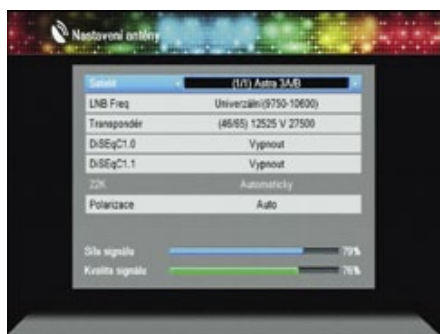 Nastavení antény
Satelit (1/1) Astra 3A/B
LNB Freq Univerzální(9750-10600)
Transpondér (46/65) 12525 V 27500
DiSEqC1.0 Vypnout
DiSEqC1.1 Vypnout
22K Automaticky
Polarizace Auto
Síla signálu 79%
Kvalita signálu 76%